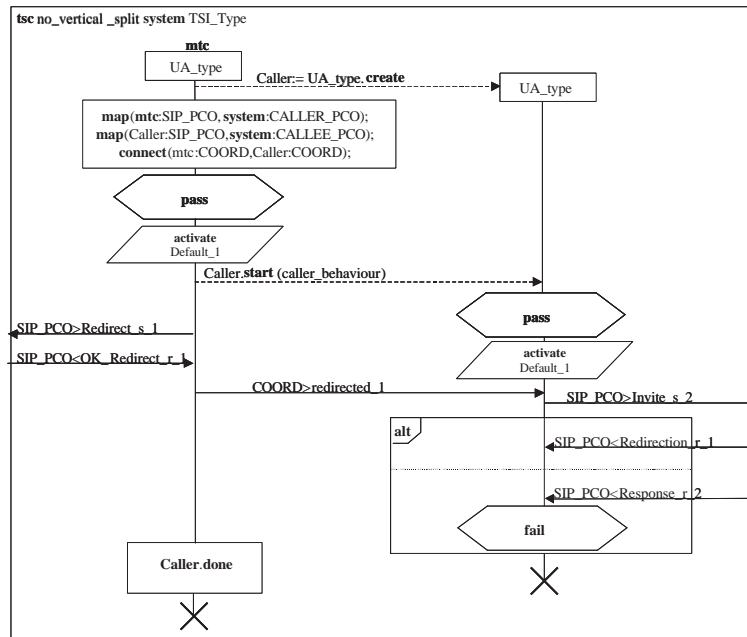 tsc no_vertical _split system TSI_Type
mtc
UA_type
Caller:= UA_type.create
UA_type
map(mtc:SIP_PCO, system:CALLER_PCO);
map(Caller:SIP_PCO,system:CALLEE_PCO);
connect(mtc:COORD,Caller:COORD);
pass
activate
Default_1
Caller.start (caller_behaviour)
pass
SIP_PCO>Redirect_s_1
activate
Default_1
SIP_PCO<OK_Redirect_r_1
COORD>redirected_1
SIP_PCO>Invite_s_2
alt
SIP_PCO<Redirection_r_1
SIP_PCO<Response_r_2
fail
Caller.done